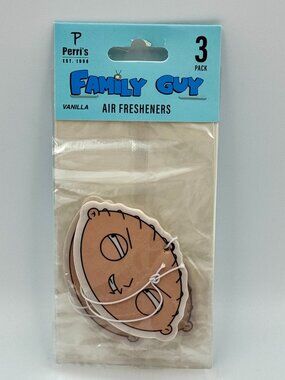 P
Perri's
EST. 1996
3
PACK
FAMILY GUY
VANILLA
AIR FRESHENERS